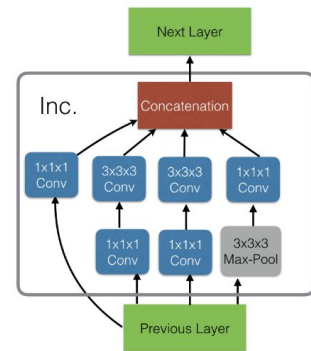 Next Layer
Inc.
Concatenation
1x1x1
Conv
3x3x3
Conv
3x3x3
Conv
1x1x1
Conv
1x1x1
Conv
1x1x1
Conv
3x3x3
Max-Pool
Previous Layer